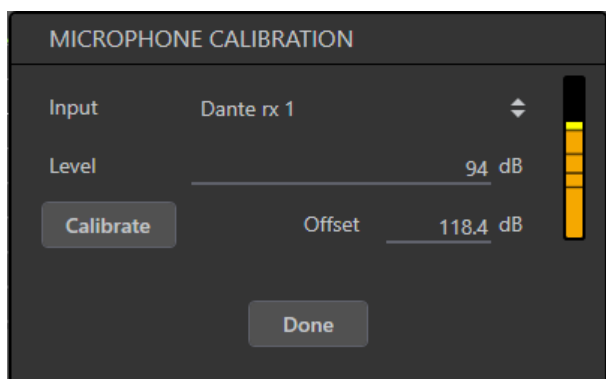 MICROPHONE CALIBRATION
Input Dante rx 1
Level 94 dB
Calibrate Offset 118.4 dB
Done